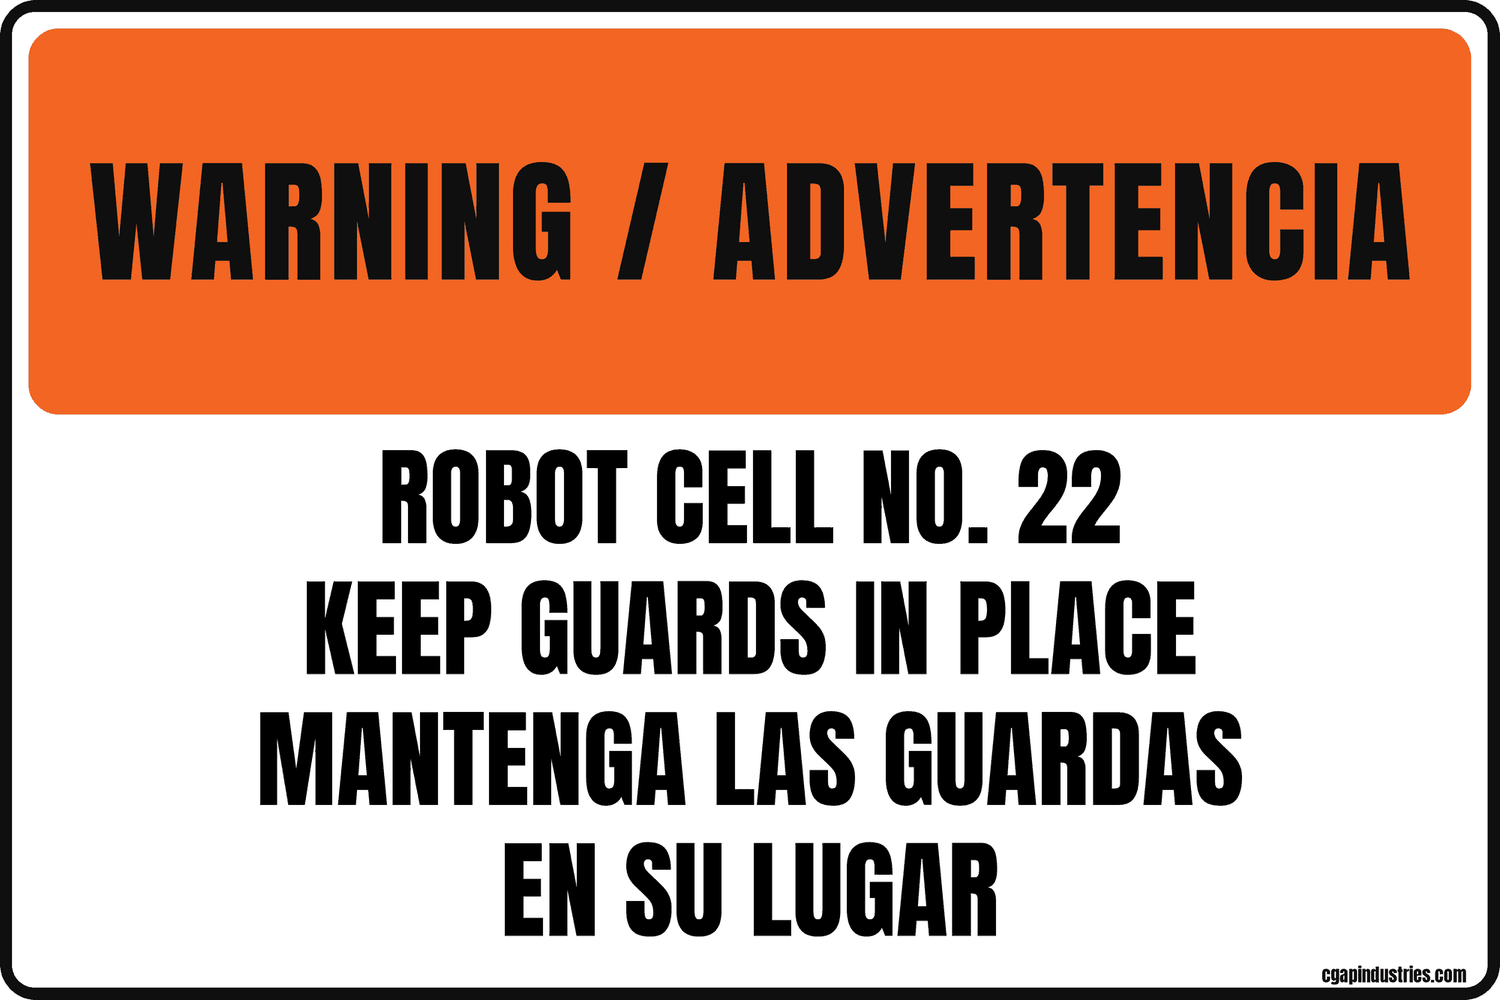 WARNING / ADVERTENCIA
ROBOT CELL NO. 22
KEEP GUARDS IN PLACE
MANTENGA LAS GUARDAS
EN SU LUGAR
cgapindustries.com